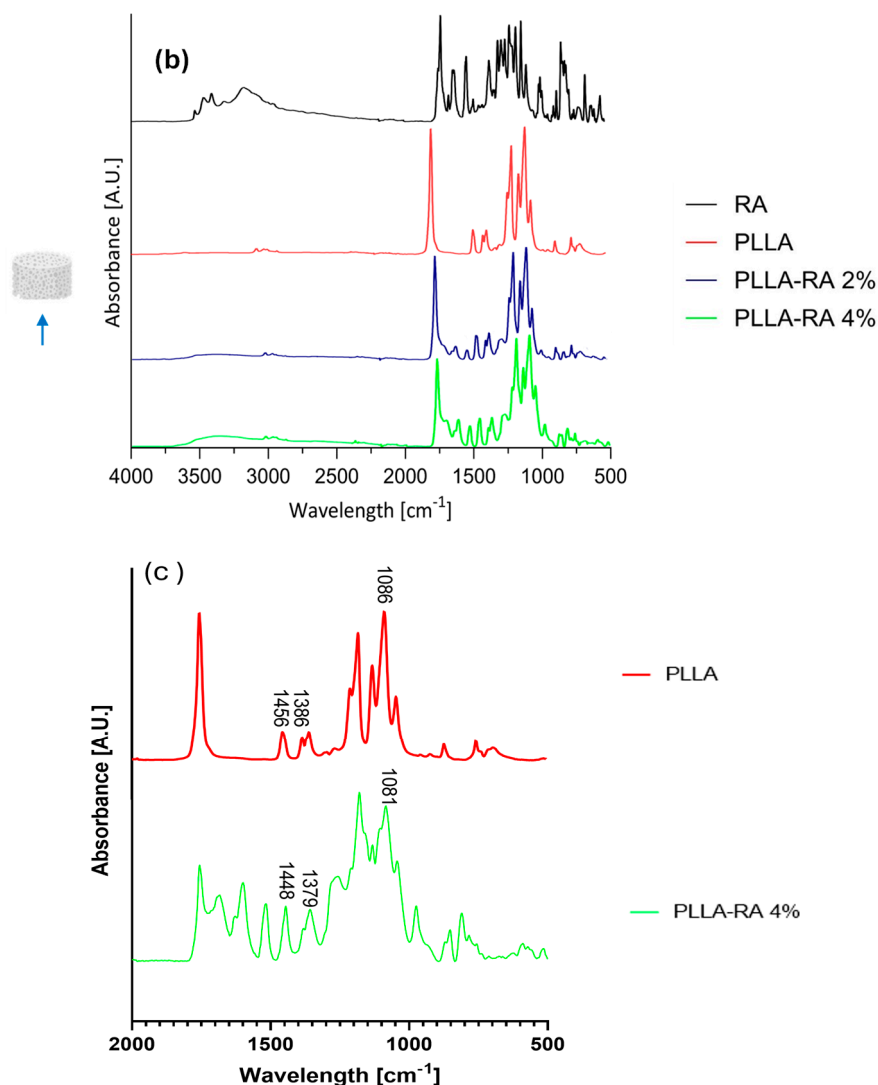 (b)
Absorbance [A.U.]
RA
PLLA
PLLA-RA 2%
PLLA-RA 4%
4000 3500 3000 2500 2000 1500 1000 500
Wavelength [cm⁻¹]
(c )
Absorbance [A.U.]
1456
1386
1086
PLLA
1448
1379
1081
PLLA-RA 4%
2000 1500 1000 500
Wavelength [cm⁻¹]